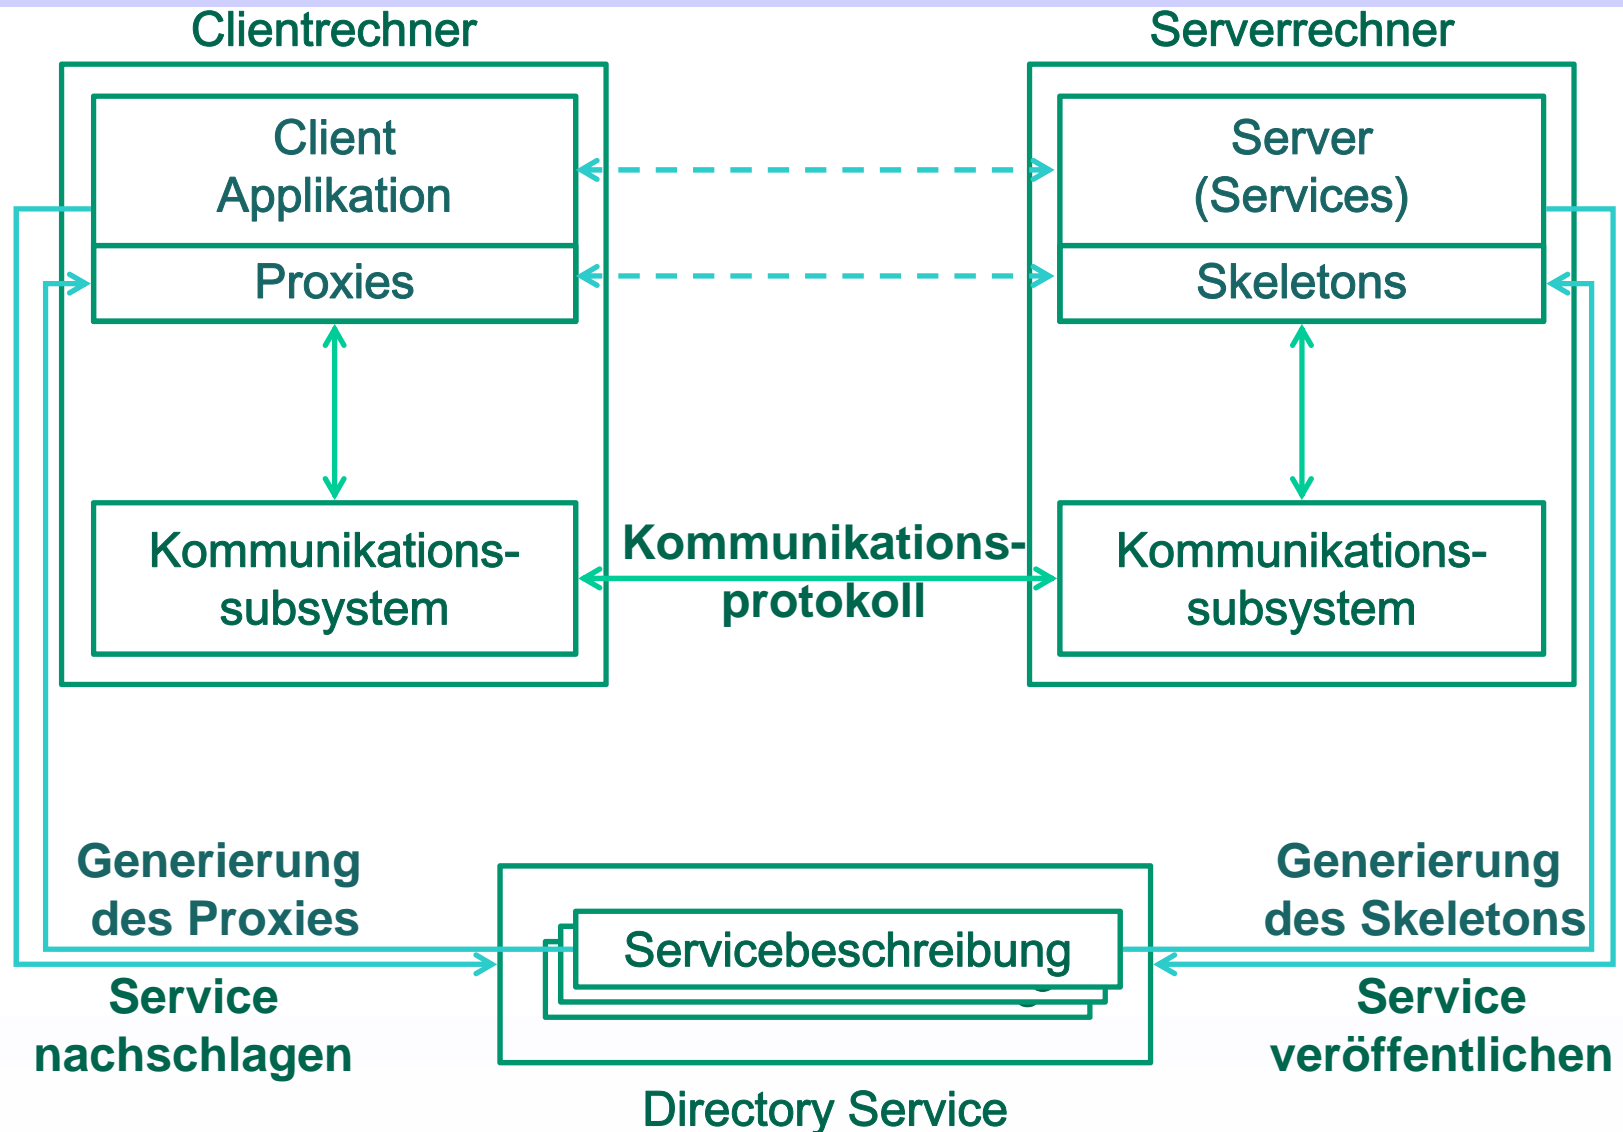 Clientrechner
Serverrechner
Client
Applikation
Proxies
Server
(Services)
Skeletons
Kommunikations-
subsystem
Kommunikations-
protokoll
Kommunikations-
subsystem
Generierung
des Proxies
Service
nachschlagen
Servicebeschreibung
Generierung
des Skeletons
Service
veröffentlichen
Directory Service